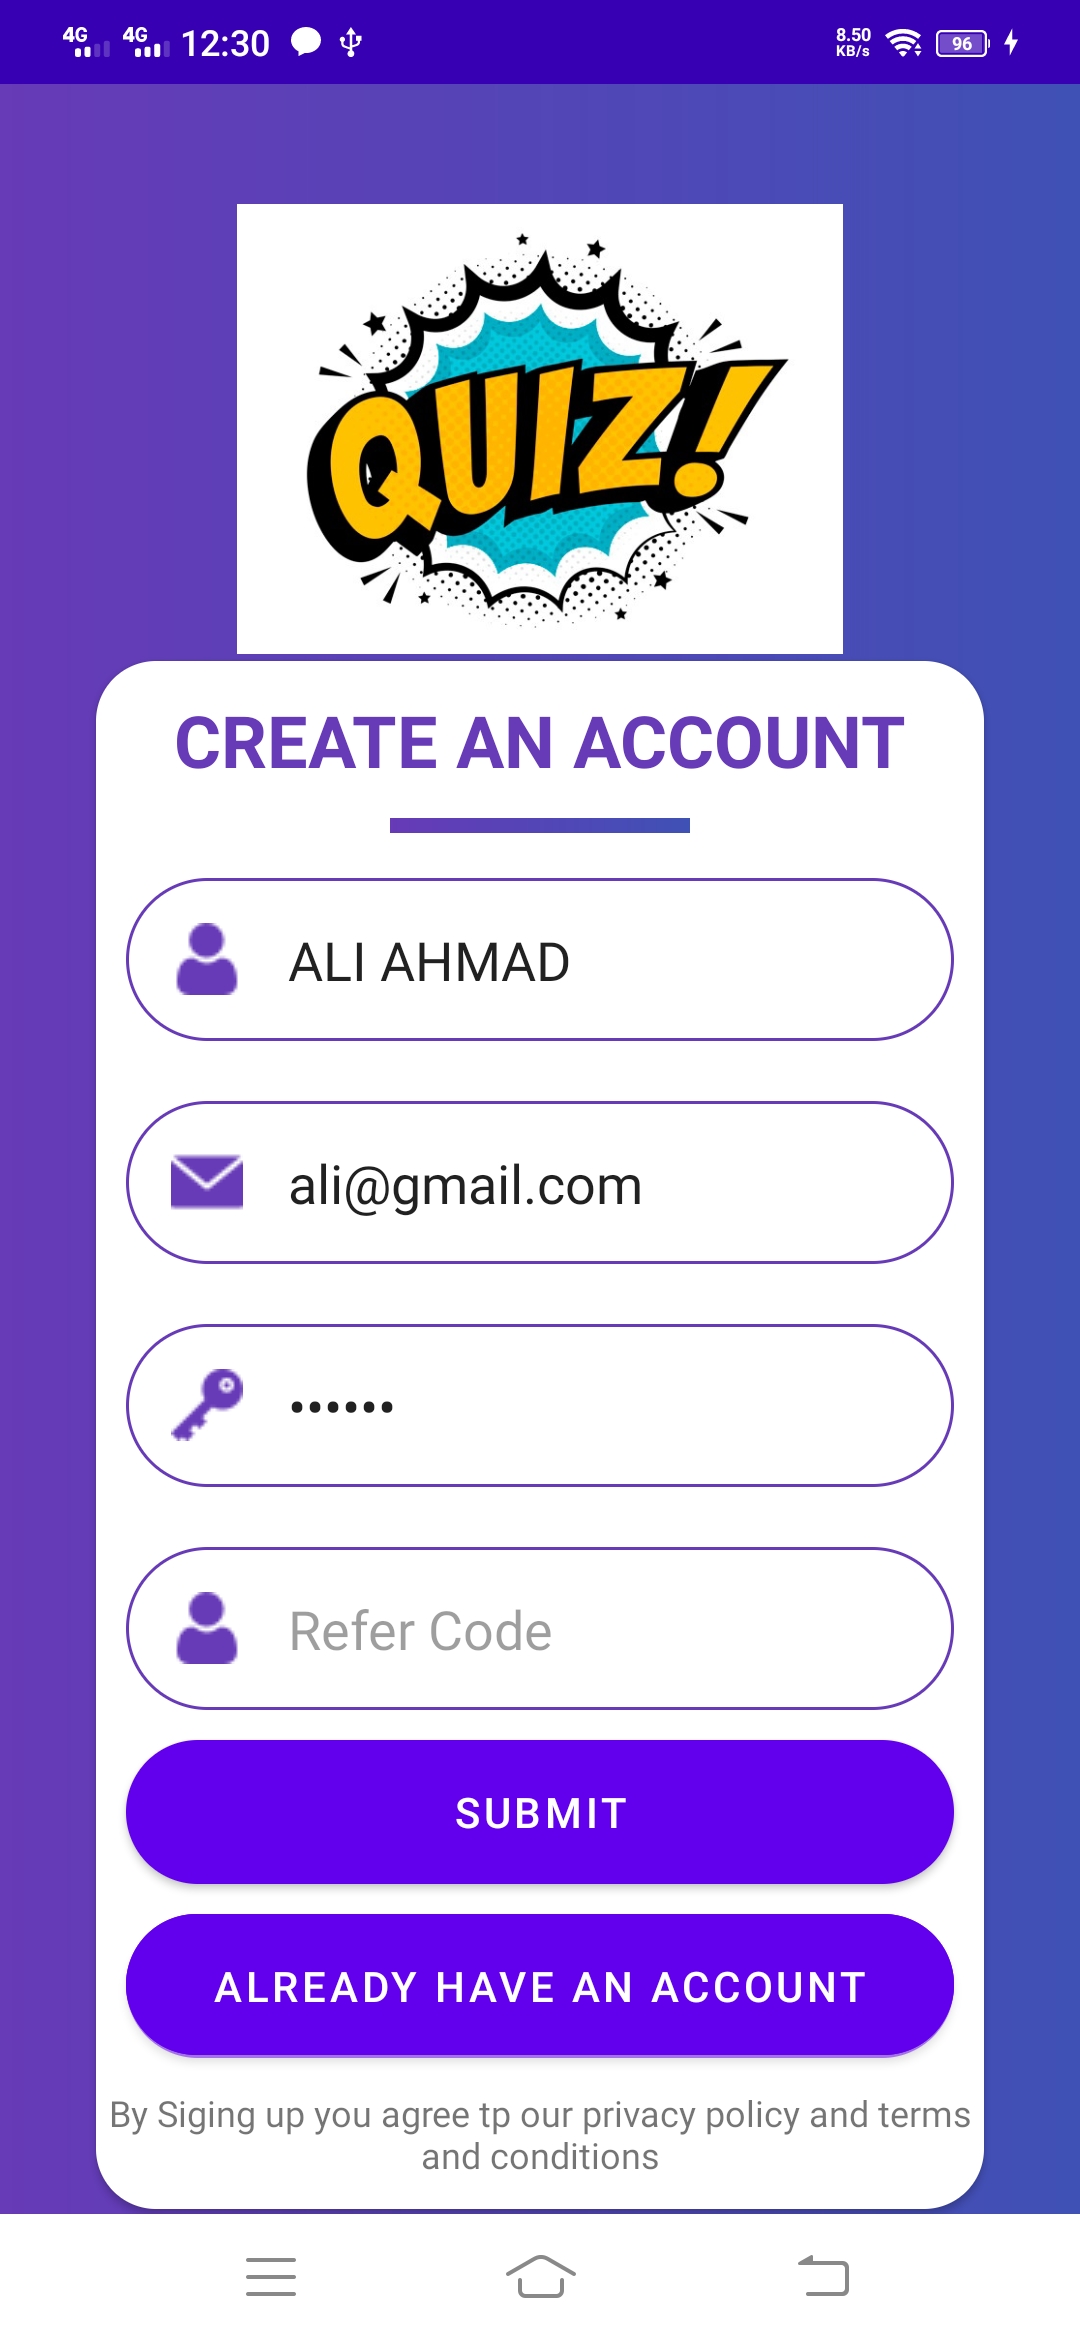 4G 4G 12:30 8.50 KB/s 96
QUIZ!
CREATE AN ACCOUNT
ALI AHMAD
ali@gmail.com
••••••
Refer Code
SUBMIT
ALREADY HAVE AN ACCOUNT
By Siging up you agree tp our privacy policy and terms
and conditions